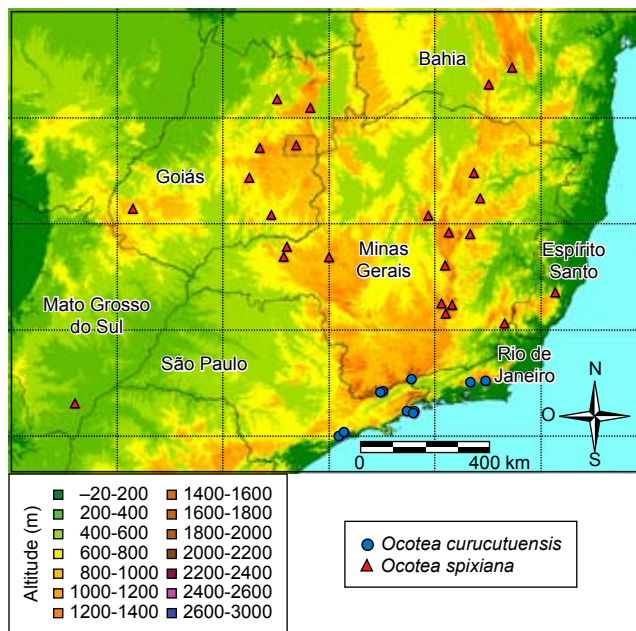 Bahia
Goiás
Minas
Gerais
Espírito
Santo
Mato Grosso
do Sul
São Paulo
Rio de
Janeiro
N
O
S
0 400 km
Altitude (m)
–20-200
200-400
400-600
600-800
800-1000
1000-1200
1200-1400
1400-1600
1600-1800
1800-2000
2000-2200
2200-2400
2400-2600
2600-3000
Ocotea curucutuensis
Ocotea spixiana